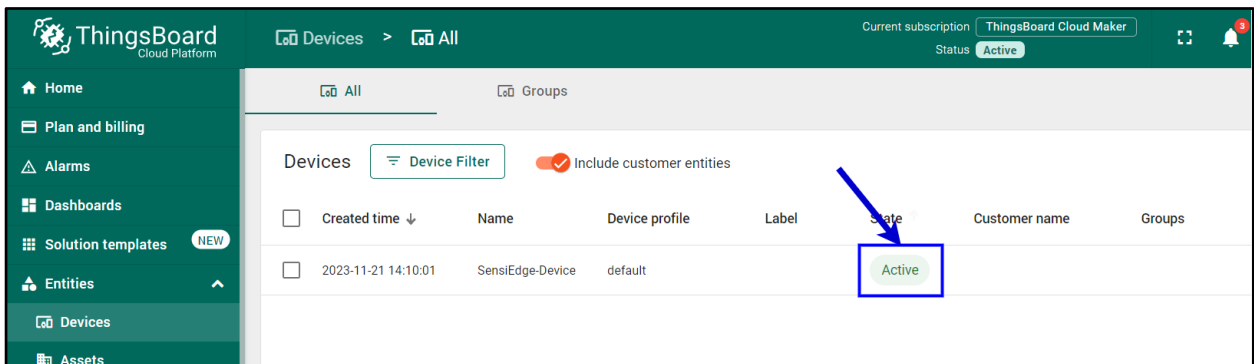 ThingsBoard
Cloud Platform
Devices > All
Current subscription ThingsBoard Cloud Maker
Status Active
3
Home
Plan and billing
Alarms
Dashboards
Solution templates NEW
Entities
Devices
Assets
All Groups
Devices Device Filter Include customer entities
Created time Name Device profile Label State Customer name Groups
2023-11-21 14:10:01 SensiEdge-Device default Active